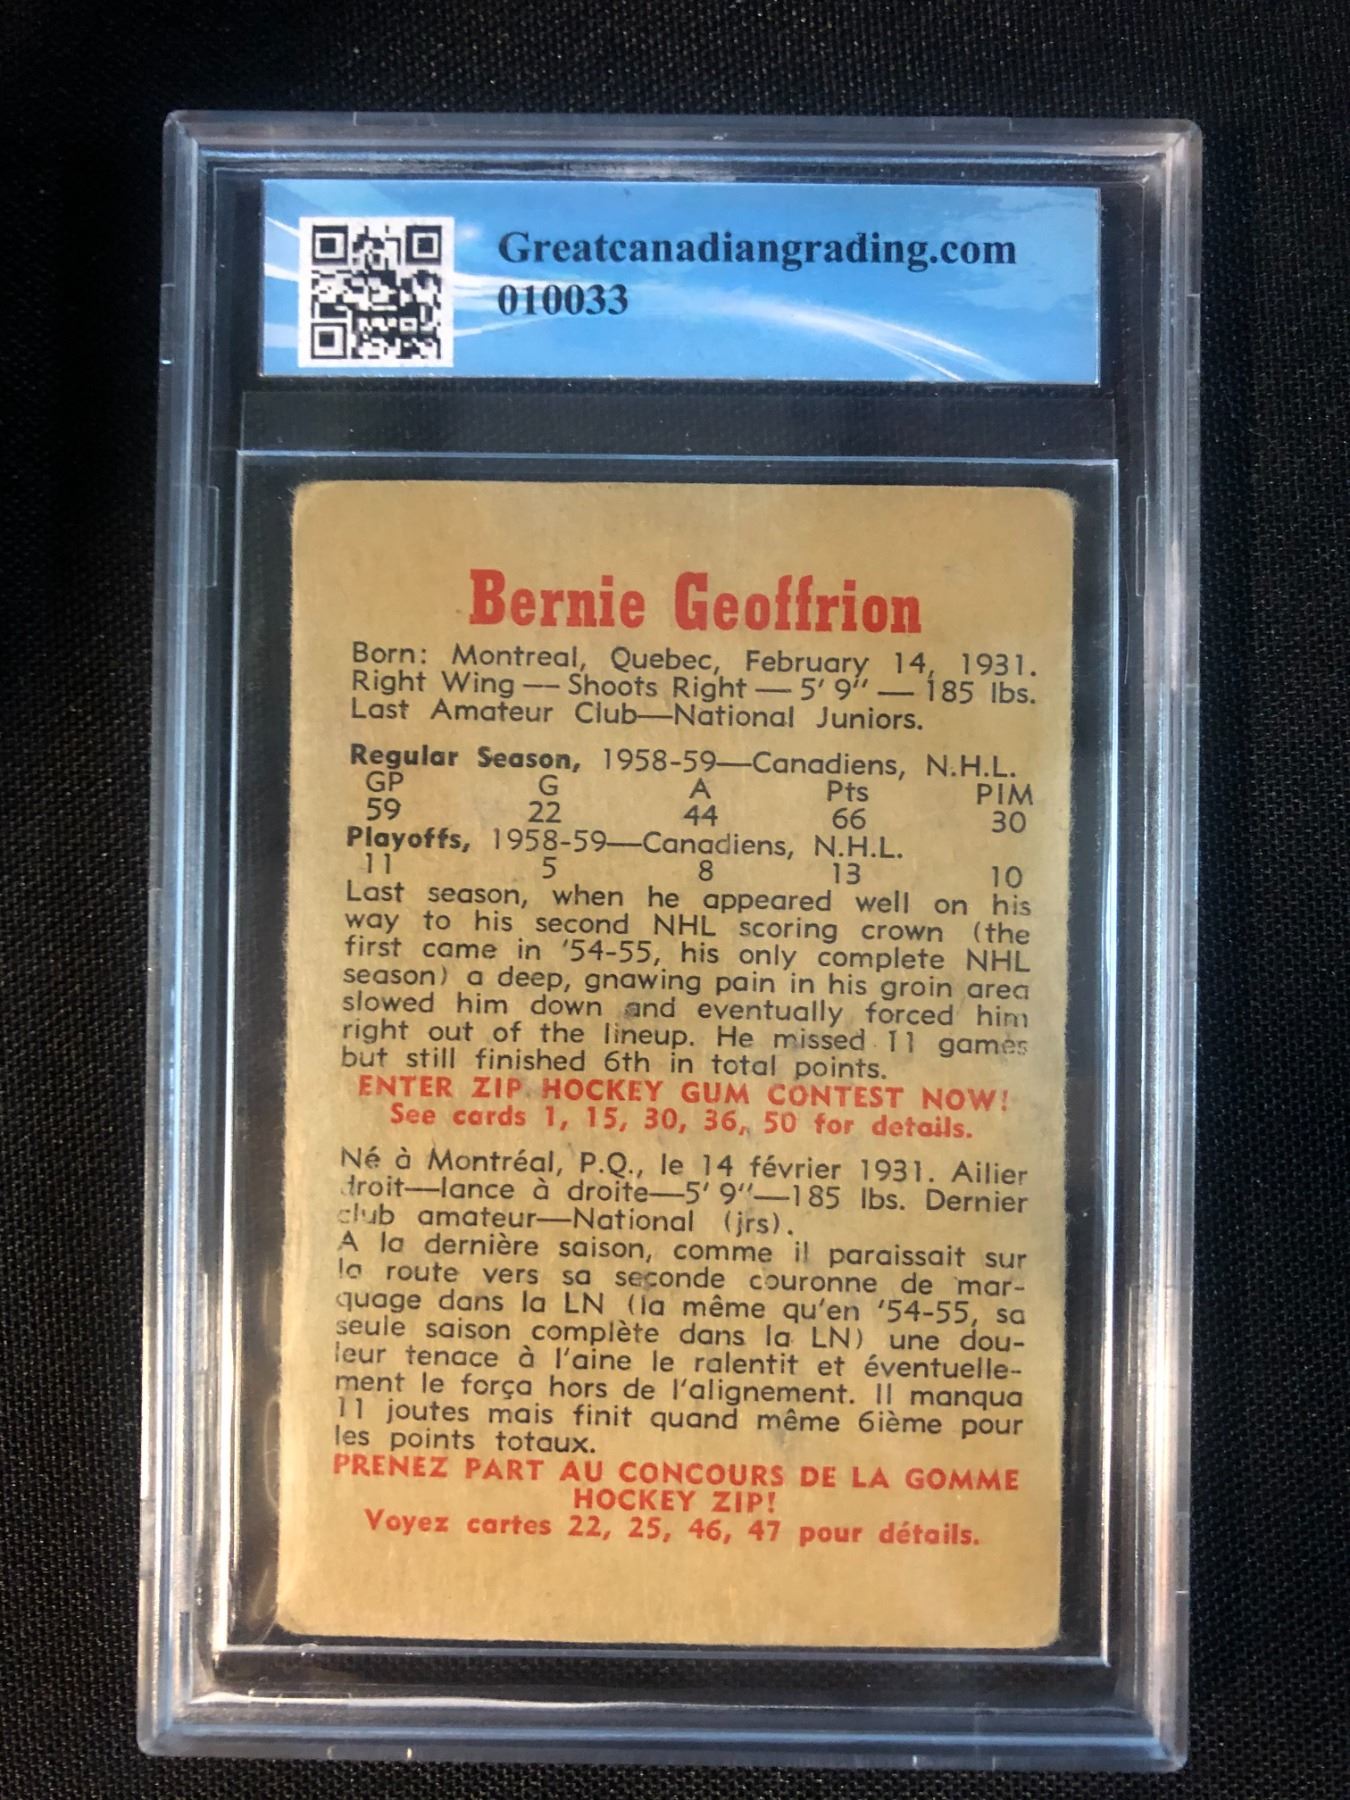 Greatcanadiangrading.com
010033
Bernie Geoffrion
Born: Montreal, Quebec, February 14, 1931.
Right Wing — Shoots Right — 5' 9" — 185 lbs.
Last Amateur Club—National Juniors.
Regular Season, 1958-59—Canadiens, N.H.L.
GP G A Pts PIM
59 22 44 66 30
Playoffs, 1958-59—Canadiens, N.H.L.
11 5 8 13 10
Last season, when he appeared well on his
way to his second NHL scoring crown (the
first came in '54-55, his only complete NHL
season) a deep, gnawing pain in his groin area
slowed him down and eventually forced him
right out of the lineup. He missed 11 games
but still finished 6th in total points.
ENTER ZIP HOCKEY GUM CONTEST NOW!
See cards 1, 15, 30, 36, 50 for details.
Né à Montréal, P.Q., le 14 février 1931. Ailier
droit—lance à droite—5' 9"—185 lbs. Dernier
club amateur—National (jrs).
A la dernière saison, comme il paraissait sur
la route vers sa seconde couronne de mar-
quage dans la LN (la même qu'en '54-55, sa
seule saison complète dans la LN) une dou-
leur tenace à l'aine le ralentit et éventuelle-
ment le força hors de l'alignement. Il manqua
11 joutes mais finit quand même 6ième pour
les points totaux.
PRENEZ PART AU CONCOURS DE LA GOMME
HOCKEY ZIP!
Voyez cartes 22, 25, 46, 47 pour détails.